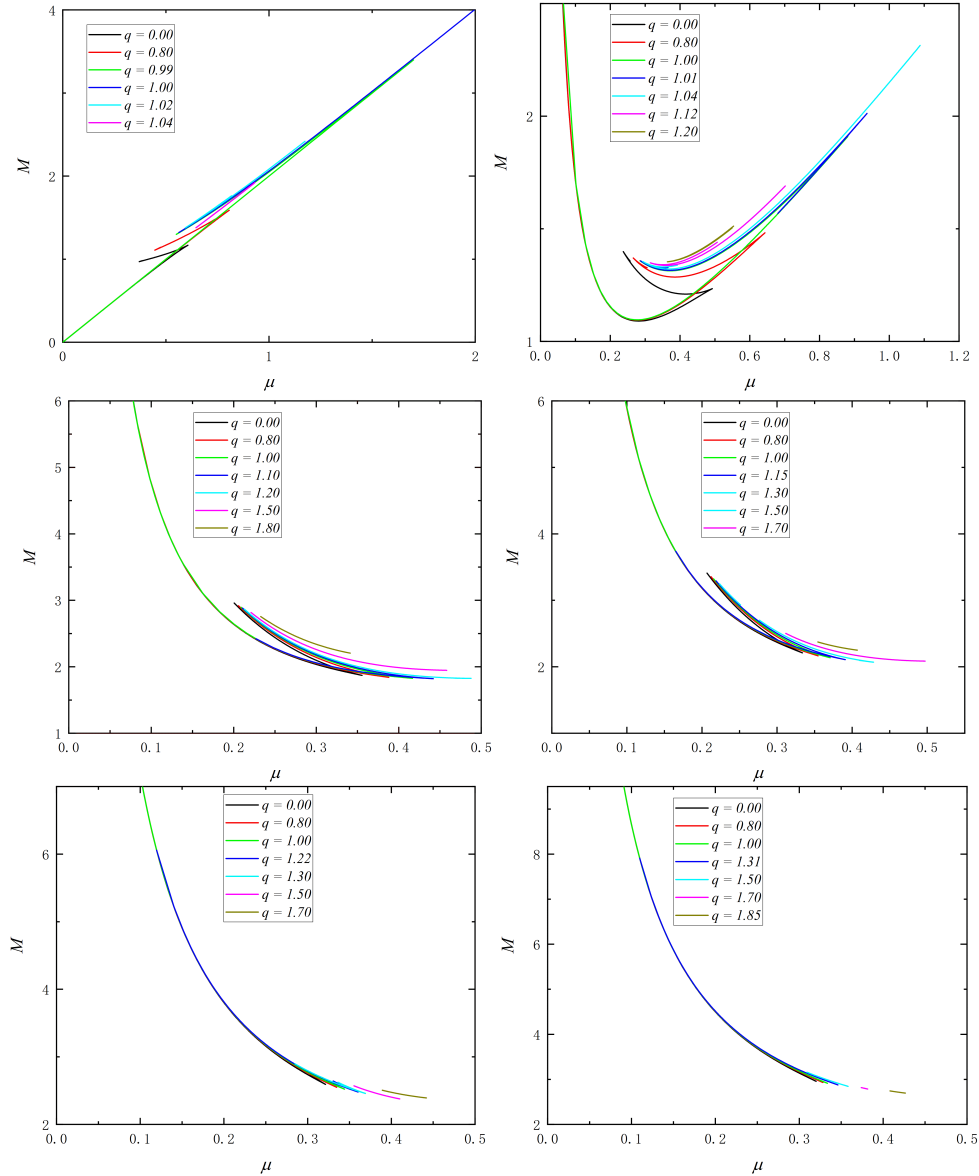 4
2
0
M
0
1
2
μ
q = 0.00
q = 0.80
q = 0.99
q = 1.00
q = 1.02
q = 1.04
2
1
M
0.0
0.2
0.4
0.6
0.8
1.0
1.2
μ
q = 0.00
q = 0.80
q = 1.00
q = 1.01
q = 1.04
q = 1.12
q = 1.20
6
5
4
3
2
1
M
0.0
0.1
0.2
0.3
0.4
0.5
μ
q = 0.00
q = 0.80
q = 1.00
q = 1.10
q = 1.20
q = 1.50
q = 1.80
6
4
2
M
0.0
0.1
0.2
0.3
0.4
0.5
μ
q = 0.00
q = 0.80
q = 1.00
q = 1.15
q = 1.30
q = 1.50
q = 1.70
6
4
2
M
0.0
0.1
0.2
0.3
0.4
0.5
μ
q = 0.00
q = 0.80
q = 1.00
q = 1.22
q = 1.30
q = 1.50
q = 1.70
8
6
4
2
M
0.0
0.1
0.2
0.3
0.4
0.5
μ
q = 0.00
q = 0.80
q = 1.00
q = 1.31
q = 1.50
q = 1.70
q = 1.85